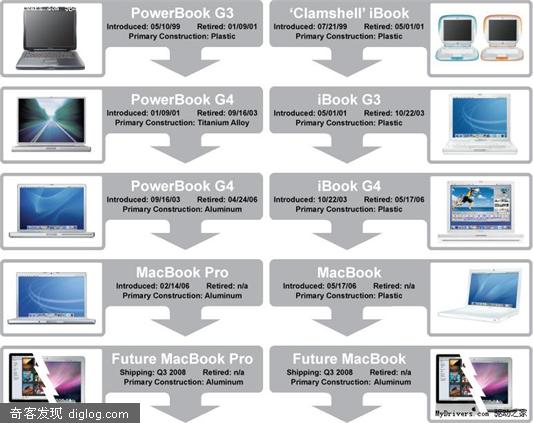 PowerBook G3
Introduced: 05/10/99 Retired: 01/09/01
Primary Construction: Plastic
'Clamshell' iBook
Introduced: 07/21/99 Retired: 05/01/01
Primary Construction: Plastic
PowerBook G4
Introduced: 01/09/01 Retired: 09/16/03
Primary Construction: Titanium Alloy
iBook G3
Introduced: 05/01/01 Retired: 10/22/03
Primary Construction: Plastic
PowerBook G4
Introduced: 09/16/03 Retired: 04/24/06
Primary Construction: Aluminum
iBook G4
Introduced: 10/22/03 Retired: 05/17/06
Primary Construction: Plastic
MacBook Pro
Introduced: 02/14/06 Retired: n/a
Primary Construction: Aluminum
MacBook
Introduced: 05/17/06 Retired: n/a
Primary Construction: Plastic
Future MacBook Pro
Shipping: Q3 2008 Retired: n/a
Primary Construction: Aluminum
Future MacBook
Shipping: Q3 2008 Retired: n/a
Primary Construction: Aluminum
奇客发现 diglog.com
MyDrivers.com 驱动之家